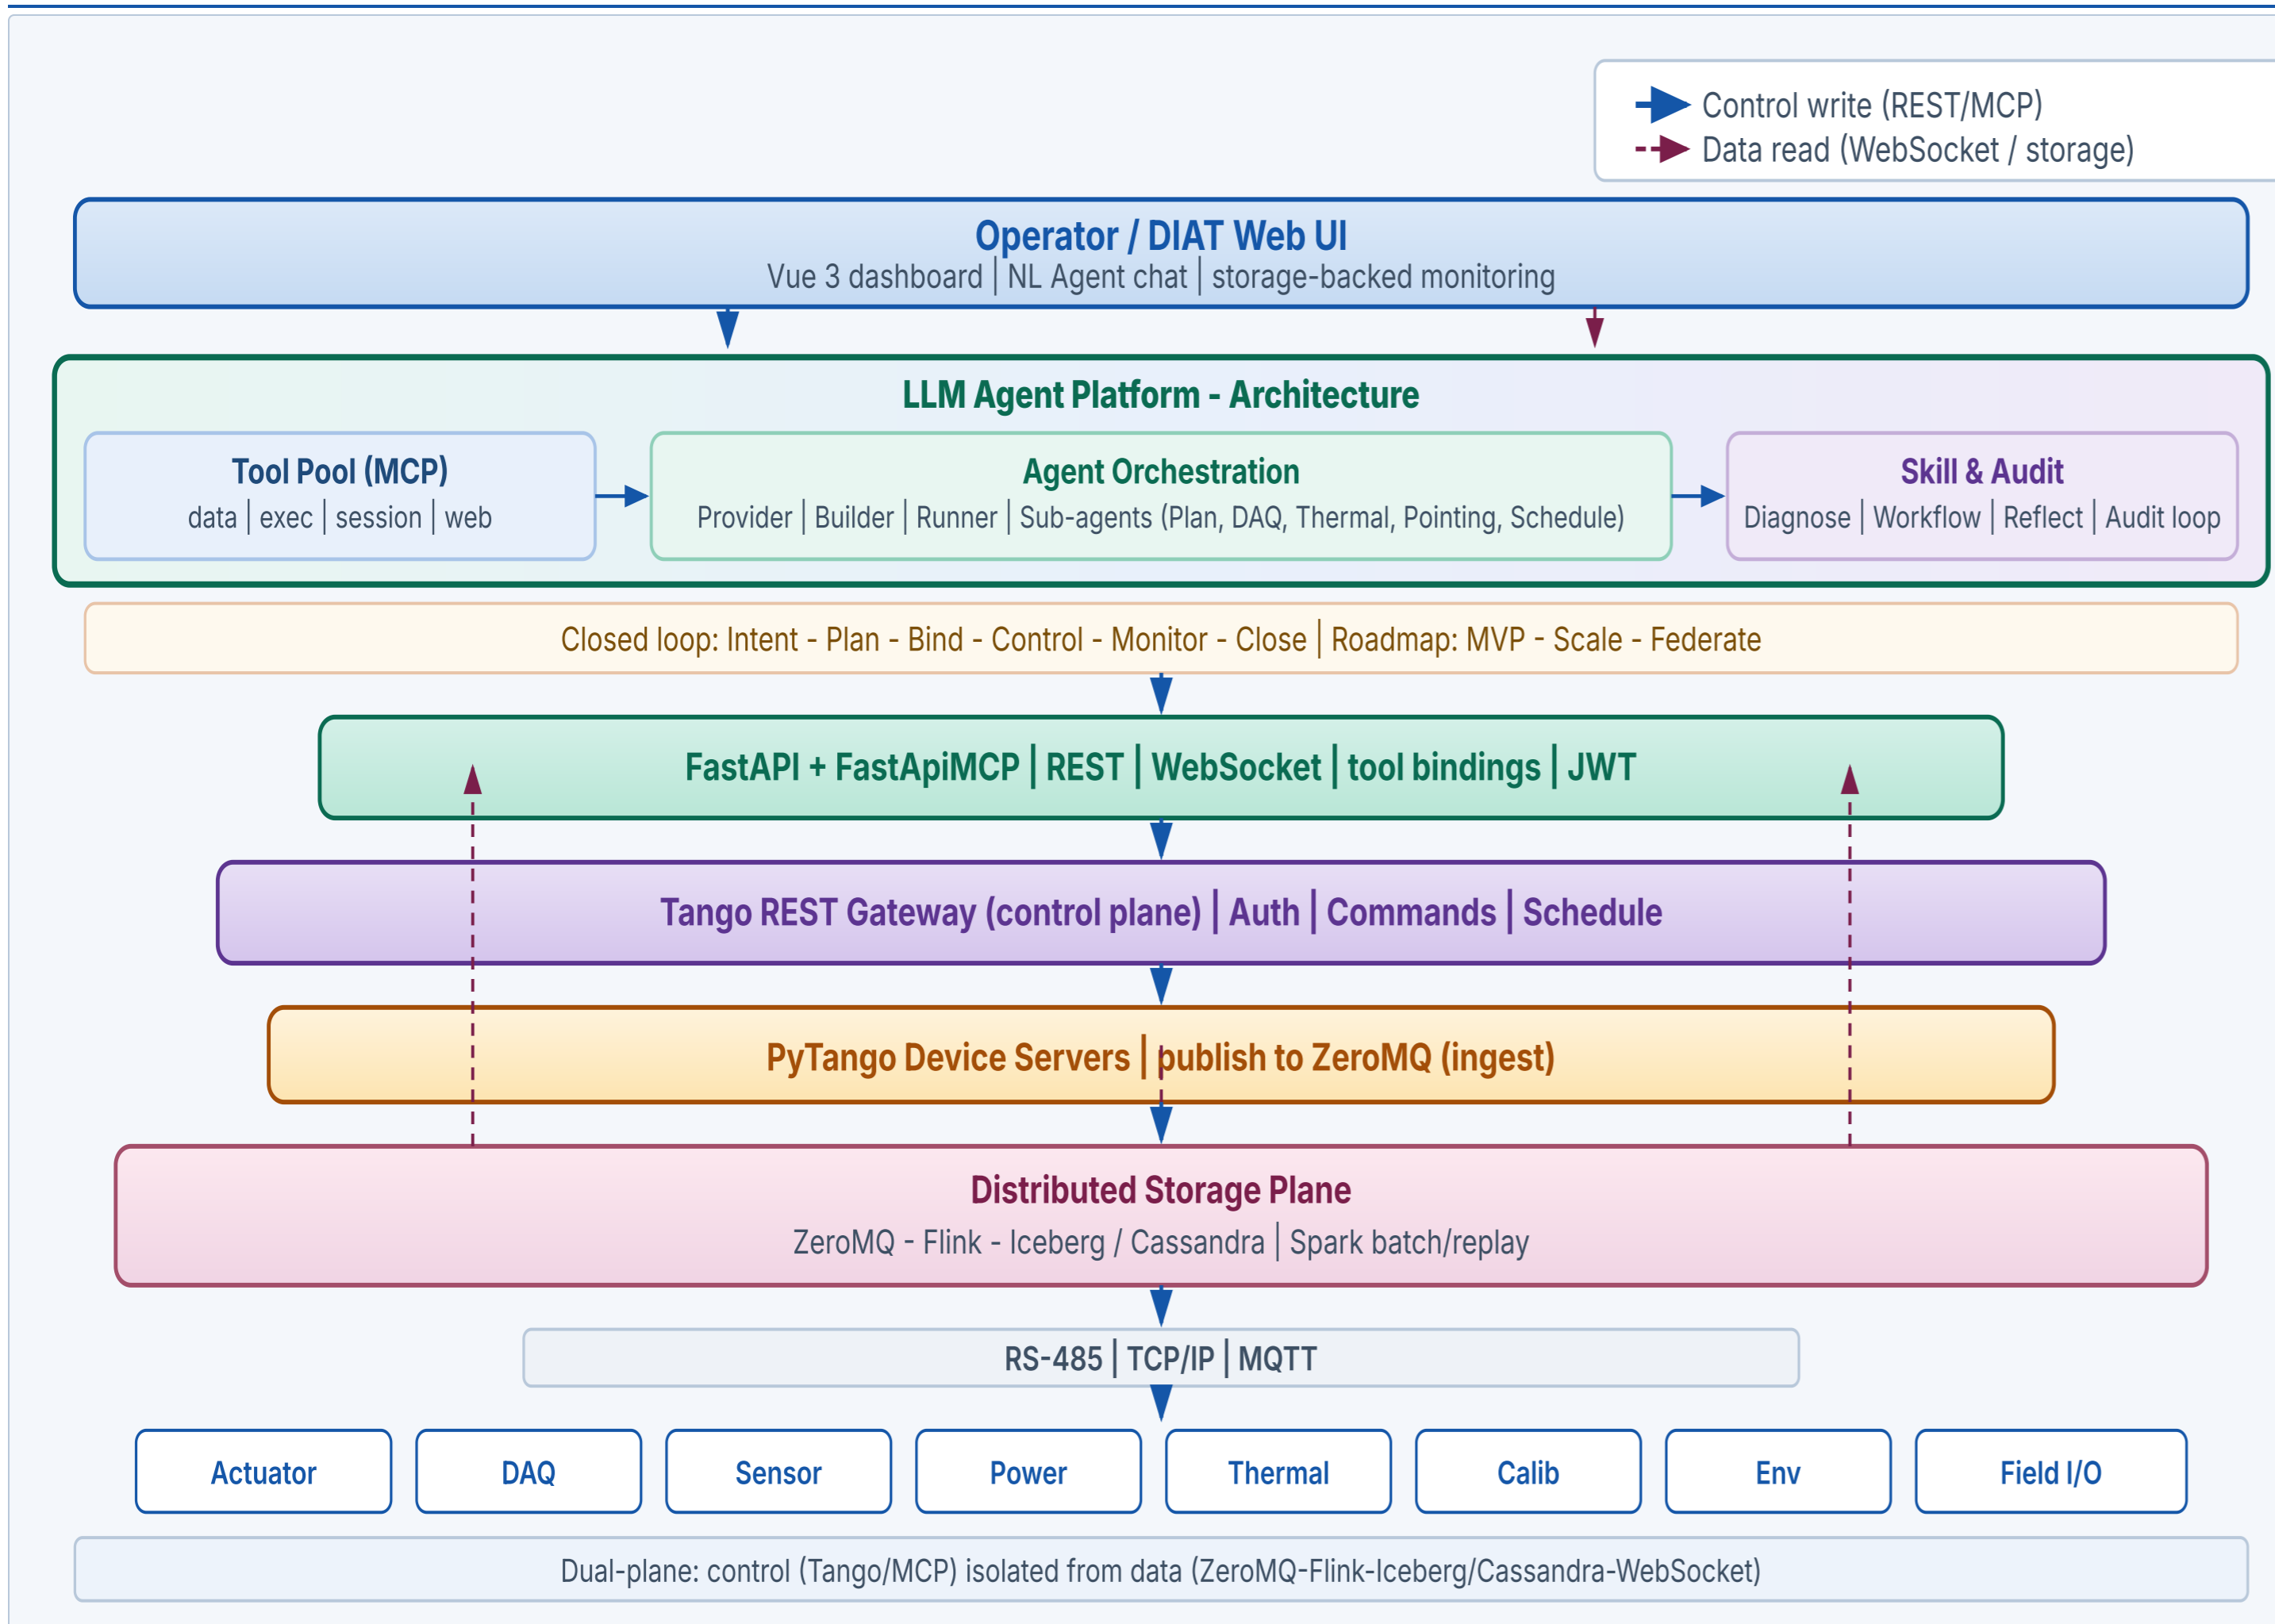 Control write (REST/MCP)
Data read (WebSocket / storage)
Operator / DIAT Web UI
Vue 3 dashboard | NL Agent chat | storage-backed monitoring
LLM Agent Platform - Architecture
Tool Pool (MCP)
data | exec | session | web
Agent Orchestration
Provider | Builder | Runner | Sub-agents (Plan, DAQ, Thermal, Pointing, Schedule)
Skill & Audit
Diagnose | Workflow | Reflect | Audit loop
Closed loop: Intent - Plan - Bind - Control - Monitor - Close | Roadmap: MVP - Scale - Federate
FastAPI + FastApiMCP | REST | WebSocket | tool bindings | JWT
Tango REST Gateway (control plane) | Auth | Commands | Schedule
PyTango Device Servers | publish to ZeroMQ (ingest)
Distributed Storage Plane
ZeroMQ - Flink - Iceberg / Cassandra | Spark batch/replay
RS-485 | TCP/IP | MQTT
Actuator
DAQ
Sensor
Power
Thermal
Calib
Env
Field I/O
Dual-plane: control (Tango/MCP) isolated from data (ZeroMQ-Flink-Iceberg/Cassandra-WebSocket)